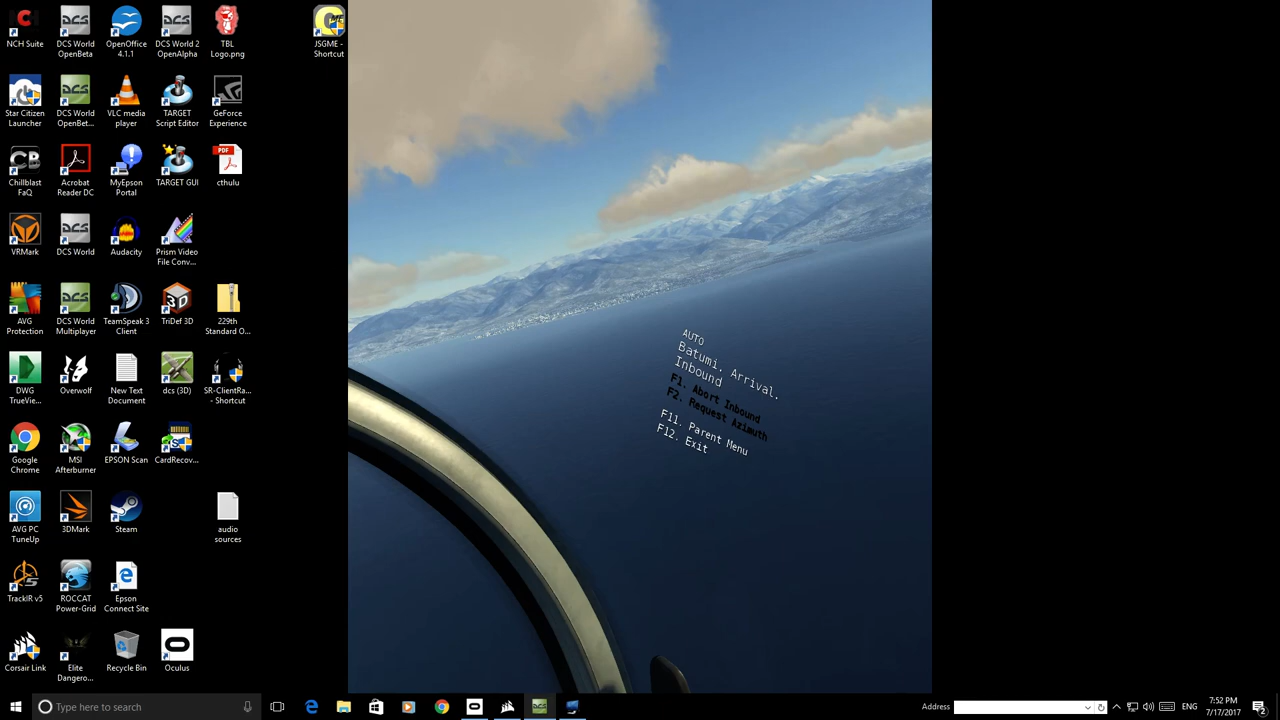 NCH Suite
DCS World
OpenBeta
OpenOffice
4.1.1
DCS World 2
OpenAlpha
TBL
Logo.png
JSGME -
Shortcut
Star Citizen
Launcher
DCS World
OpenBet...
VLC media
player
TARGET
Script Editor
GeForce
Experience
Chillblast
FaQ
Acrobat
Reader DC
MyEpson
Portal
TARGET GUI
PDF
cthulu
VRMark
DCS World
Audacity
Prism Video
File Conv...
AVG
Protection
DCS World
Multiplayer
TeamSpeak 3
Client
TriDef 3D
229th
Standard O...
DWG
TrueVie...
Overwolf
New Text
Document
dcs (3D)
SR-ClientRa...
- Shortcut
Google
Chrome
MSI
Afterburner
EPSON Scan
CardRecov...
AVG PC
TuneUp
3DMark
Steam
audio
sources
TrackIR v5
ROCCAT
Power-Grid
Epson
Connect Site
Corsair Link
Elite
Dangero...
Recycle Bin
Oculus
AUTO
Batumi. Arrival.
Inbound
F1. Abort Inbound
F2. Request Azimuth
F11. Parent Menu
F12. Exit
Type here to search
Address
ENG
7:52 PM
7/17/2017
2